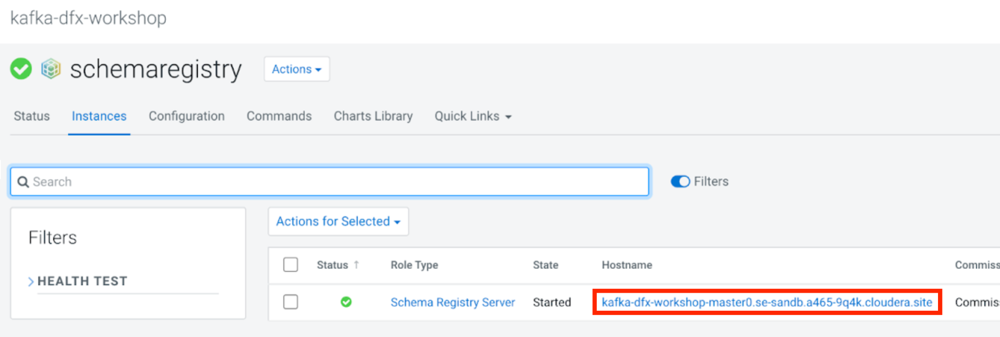 kafka-dfx-workshop
schemaregistry Actions
Status Instances Configuration Commands Charts Library Quick Links
Search Filters
Actions for Selected
Filters
Status ↑ Role Type State Hostname Commiss
HEALTH TEST
Schema Registry Server Started kafka-dfx-workshop-master0.se-sandb.a465-9q4k.cloudera.site Commis